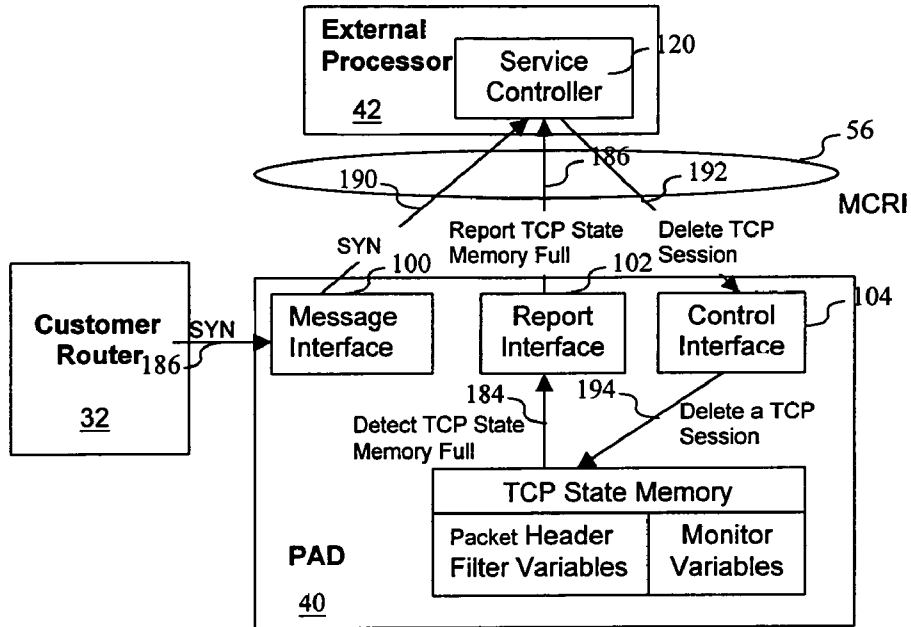 External
Processor
42
Service
Controller
120
56
190
186
192
MCRI
SYN
Report TCP State
Memory Full
Delete TCP
Session
100
102
104
Customer
Router
32
SYN
186
Message
Interface
Report
Interface
Control
Interface
184
Detect TCP State
Memory Full
194
Delete a TCP
Session
TCP State Memory
Packet Header
Filter Variables
Monitor
Variables
PAD
40